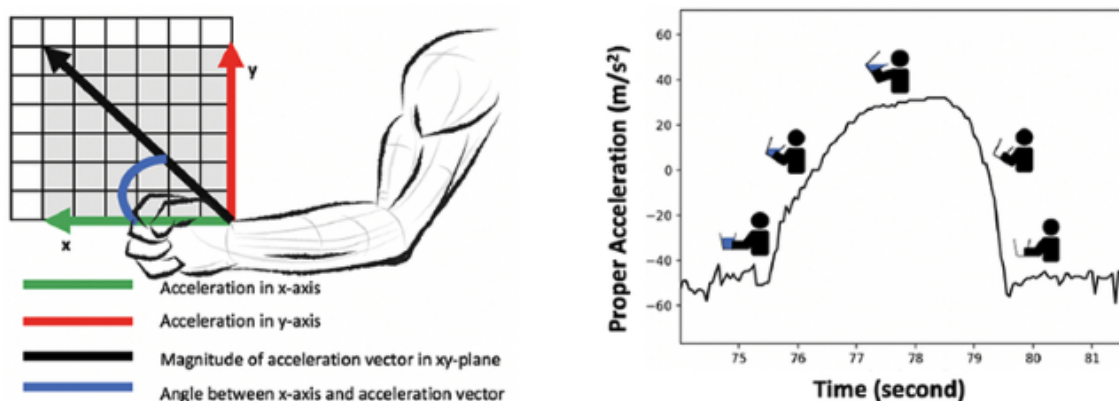 y
x
Acceleration in x-axis
Acceleration in y-axis
Magnitude of acceleration vector in xy-plane
Angle between x-axis and acceleration vector
Proper Acceleration (m/s²)
60
40
20
0
−20
−40
−60
75 76 77 78 79 80 81
Time (second)